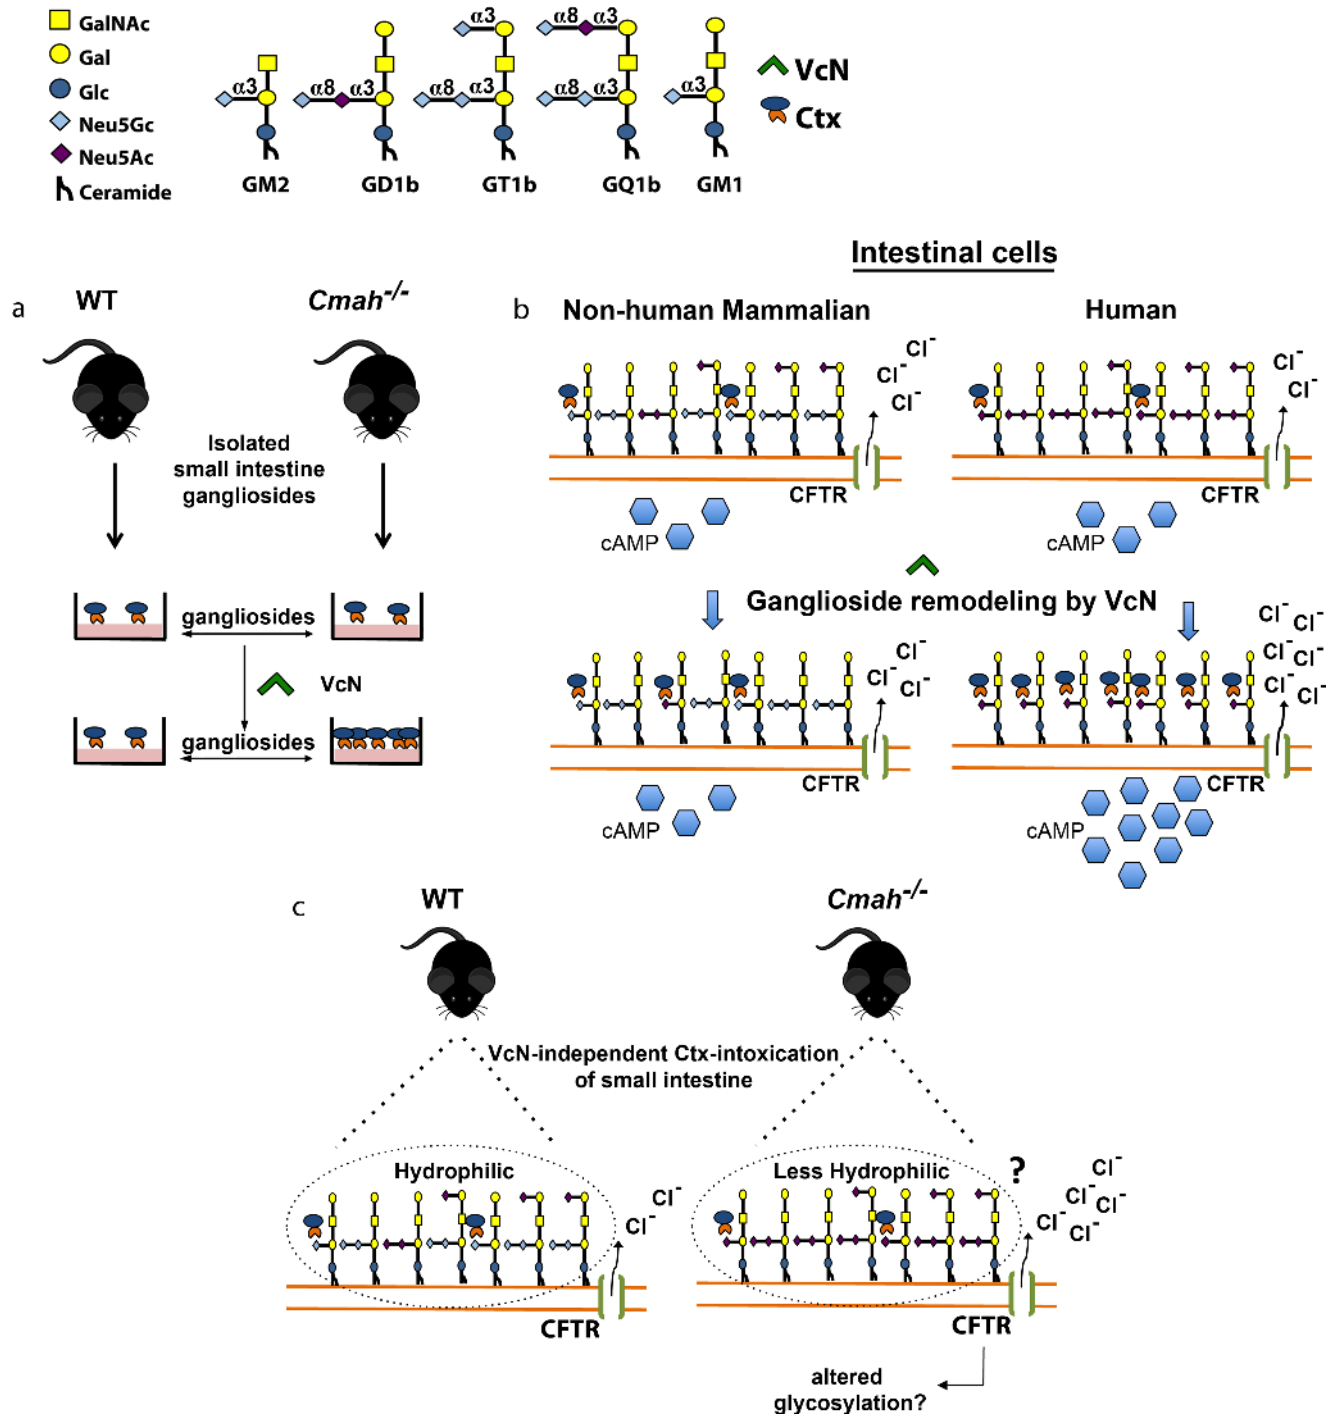 GalNAc
Gal
Glc
Neu5Gc
Neu5Ac
Ceramide
α3
GM2
α8 α3
GD1b
α3
α8 α3
GT1b
α8 α3
α8 α3
GQ1b
α3
GM1
VcN
Ctx
a
WT
Cmah-/-
Isolated
small intestine
gangliosides
gangliosides
VcN
gangliosides
Intestinal cells
b
Non-human Mammalian
Human
Cl-
Cl-
Cl-
CFTR
cAMP
Cl-
Cl-
CFTR
cAMP
Ganglioside remodeling by VcN
Cl-
Cl-
Cl-
CFTR
cAMP
Cl-
Cl-
Cl-
Cl-
Cl-
Cl-
CFTR
cAMP
c
WT
Cmah-/-
VcN-independent Ctx-intoxication
of small intestine
Hydrophilic
Cl-
Cl-
CFTR
Less Hydrophilic
?
Cl-
Cl-
Cl-
Cl-
Cl-
CFTR
altered
glycosylation?